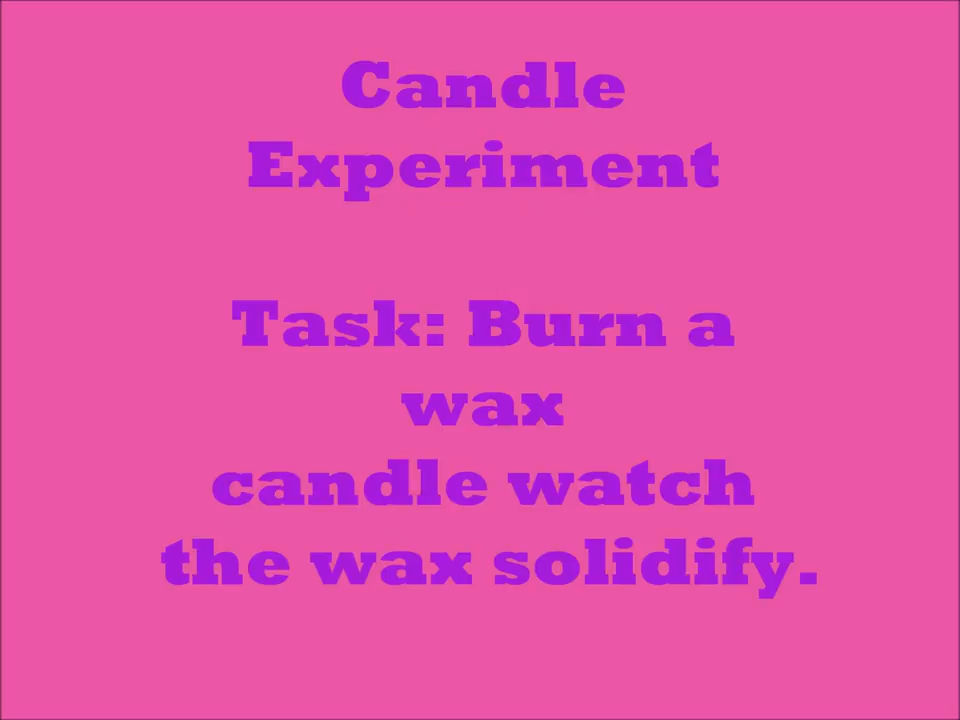 Candle
Experiment
Task: Burn a
wax
candle watch
the wax solidify.